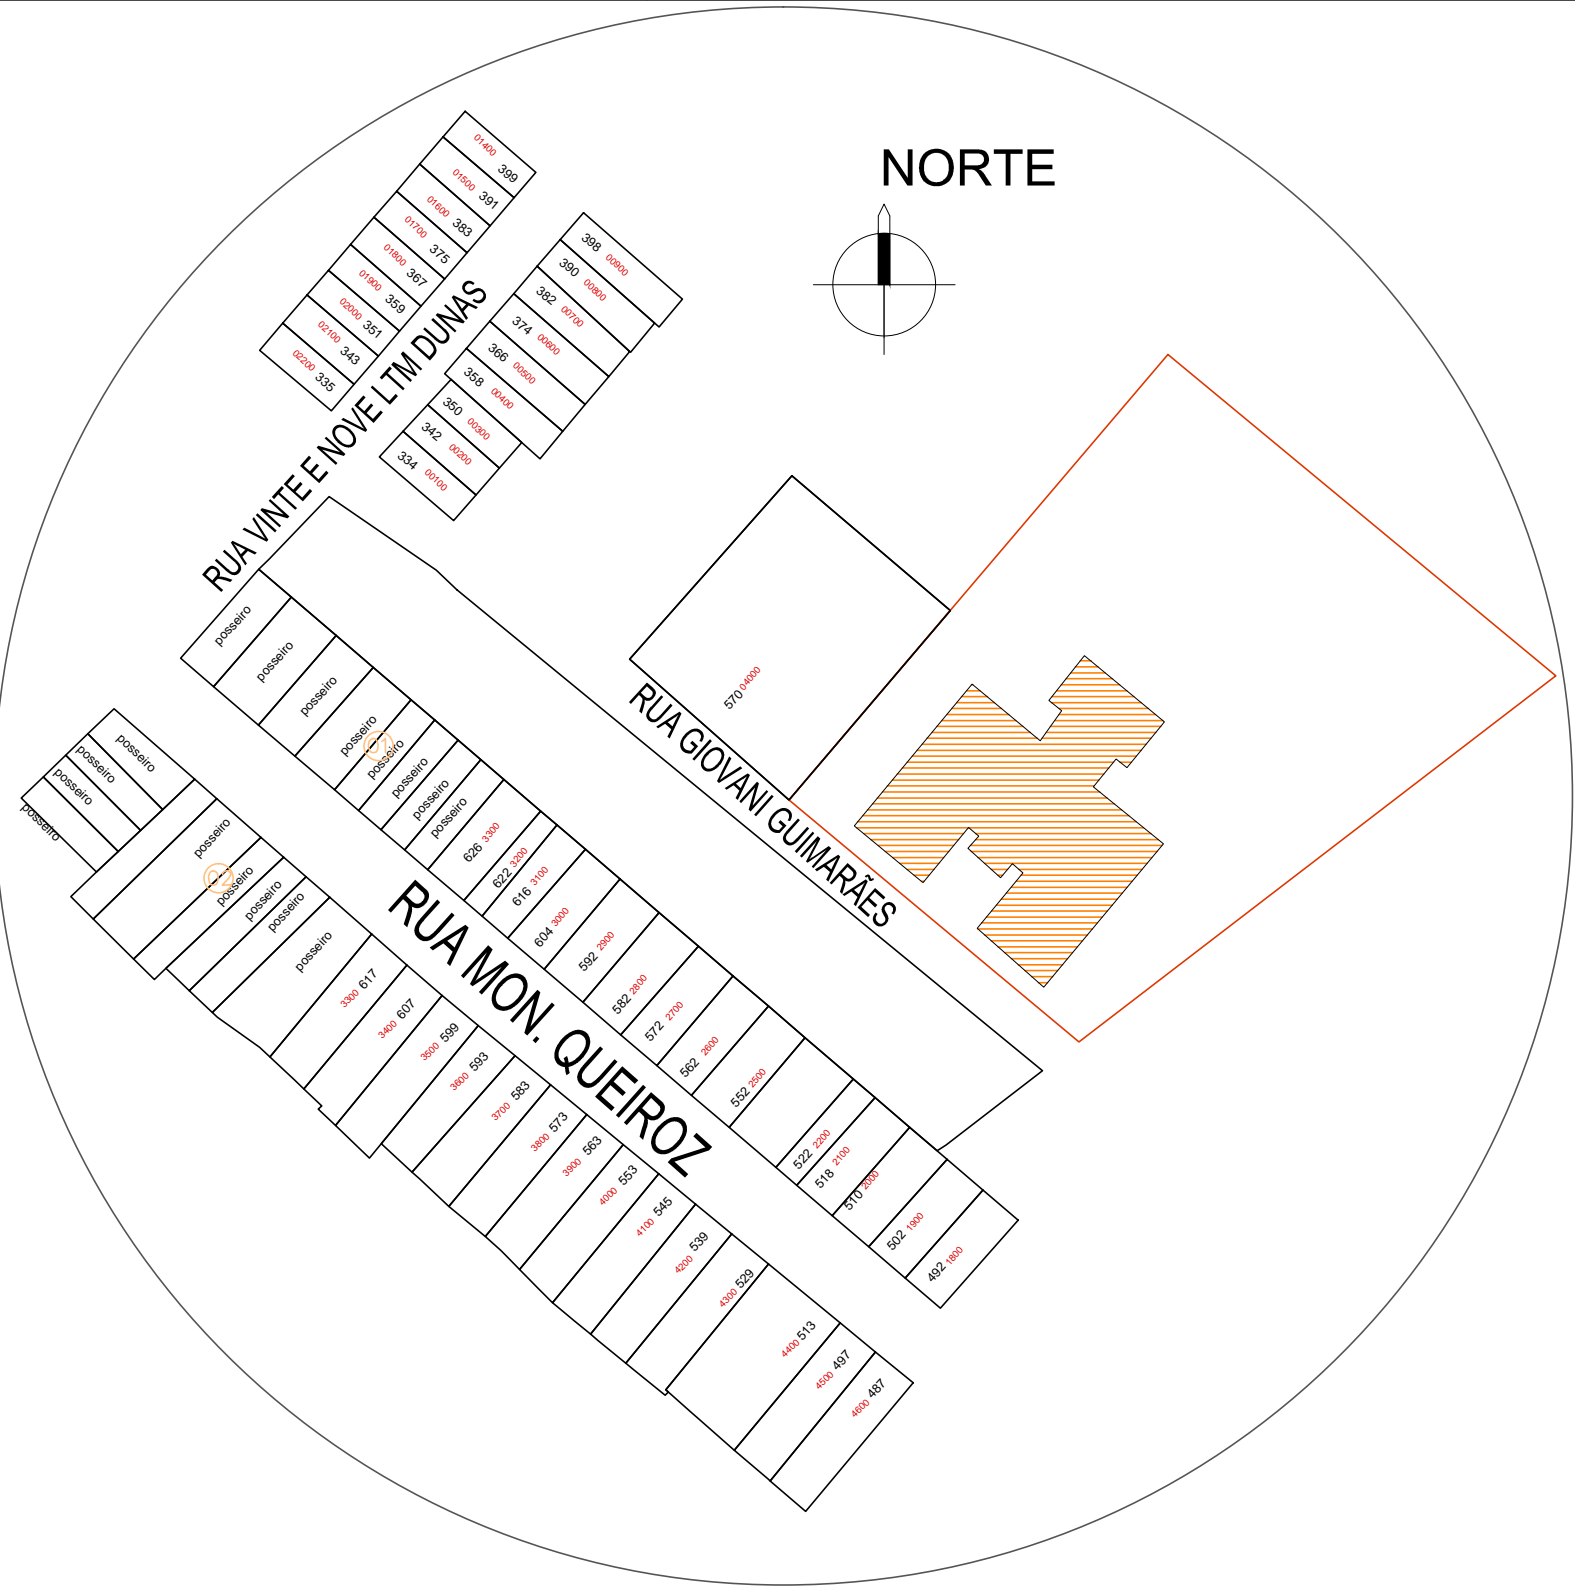 NORTE
01400 399
01500 391
01600 383
01700 375
01800 367
01900 359
02000 351
02100 343
02200 335
398 00900
390 00800
382 00700
374 00600
366 00500
358 00400
350 00300
342 00200
334 00100
RUA VINTE E NOVE LTM DUNAS
570 04000
RUA GIOVANI GUIMARÃES
posseiro
posseiro
posseiro
posseiro
01
posseiro
posseiro
posseiro
posseiro
626 3300
622 3200
616 3100
604 3000
592 2900
582 2800
572 2700
562 2600
552 2500
522 2200
518 2100
510 2000
502 1900
492 1800
RUA MON. QUEIROZ
posseiro
posseiro
posseiro
posseiro
posseiro
02
posseiro
posseiro
posseiro
posseiro
3300 617
3400 607
3500 599
3600 593
3700 583
3800 573
3900 563
4000 553
4100 545
4200 539
4300 529
4400 513
4500 497
4600 487